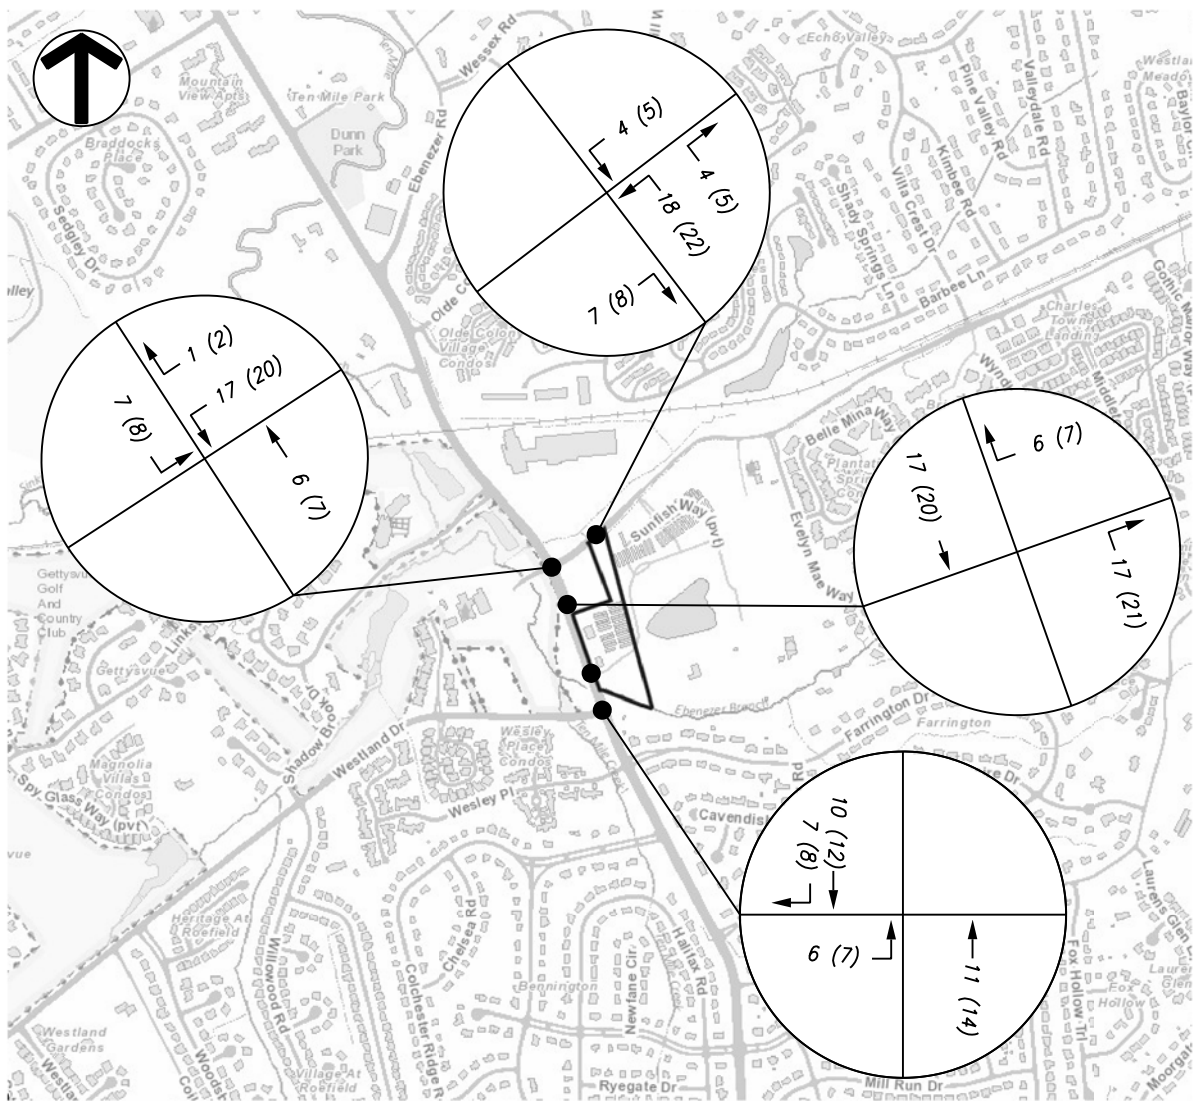 Wessex Rd
Echo Valley
Mountain
View Apts
Ten Mile Park
Braddocks
Place
Dunn
Park
Ebenezer Rd
Pine Valley Rd
Valleydale Rd
Kimbee Rd
Villa Crest Dr
Shady Springs Ln
Barbee Ln
Sedgley Dr
4 (5)
4 (5)
18 (22)
7 (8)
Olde Colony
Village
Condos
Charles
Towne
Landing
1 (2)
17 (20)
7 (8)
6 (7)
Belle Mina Way
Evelyn Mae Way
Sunfish Way (pvt)
6 (7)
17 (20)
17 (21)
Gettysvue
Golf
And
Country
Club
Gettysvue
Ebenezer Branch
Farrington Dr
Farrington
Shadow Brook Dr
Westland Dr
Wesley
Place
Condos
Wesley Pl
Magnolia
Villas
Condos
Spy Glass Way (pvt)
10 (12)
7 (8)
6 (7)
11 (14)
Heritage At
Roefield
Willowood Rd
Chelsea Rd
Colchester Ridge Rd
Bennington
Newfane Cir
Halifax Rd
Fox Hollow Trl
Fox
Hollow
Westland
Gardens
Village At
Roefield
Ryegate Dr
Mill Run Dr